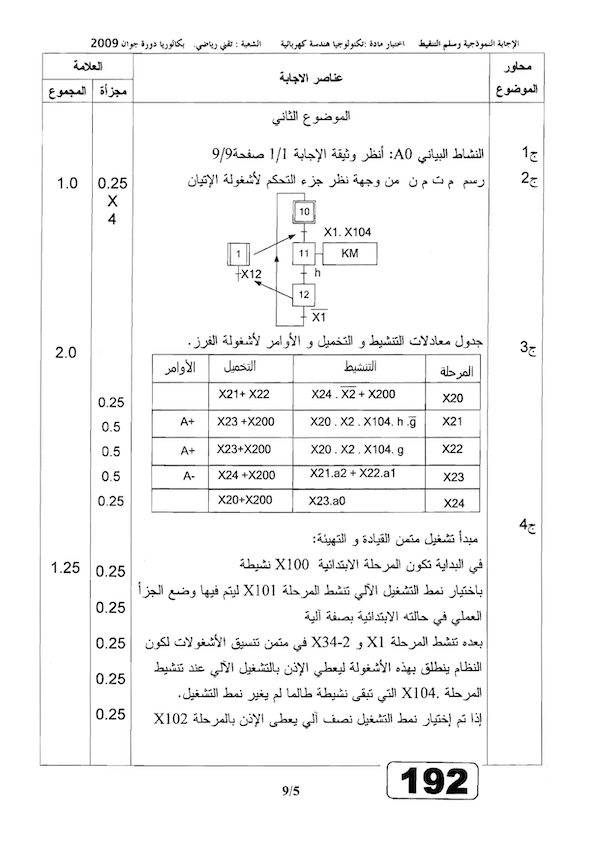 الإجابة النموذجية وسلم التنقيط اختبار مادة :تكنولوجيا هندسة كهربائية الشعبة : تقني رياضي. بكالوريا دورة جوان 2009
محاور الموضوع
عناصر الاجابة
العلامة
مجزأة المجموع
الموضوع الثاني
ج1 النشاط البياني A0: أنظر وثيقة الإجابة 1/1 صفحة9/9
ج2 رسم م ت م ن من وجهة نظر جزء التحكم لأشغولة الإتيان 0.25 X 4 1.0
10
X1. X104
1
11
KM
X12
h
12
X̅1̅
ج3 جدول معادلات التنشيط و التخميل و الأوامر لأشغولة الفرز. 2.0
المرحلة التنشيط التخميل الأوامر
X20 X24 . X̅2̅ + X200 X21+ X22 0.25
X21 X20 . X2 . X104. h .g̅ X23 +X200 A+ 0.5
X22 X20 . X2 . X104. g X23+X200 A+ 0.5
X23 X21.a2 + X22.a1 X24 +X200 A- 0.5
X24 X23.a0 X20+X200 0.25
ج4
مبدأ تشغيل متمن القيادة و التهيئة:
في البداية تكون المرحلة الابتدائية X100 نشيطة 0.25 1.25
باختيار نمط التشغيل الآلي تنشط المرحلة X101 ليتم فيها وضع الجزأ
العملي في حالته الابتدائية بصفة آلية 0.25
بعده تنشط المرحلة X1 و X34-2 في متمن تنسيق الأشغولات لكون 0.25
النظام ينطلق بهذه الأشغولة ليعطي الإذن بالتشغيل الآلي عند تنشيط 0.25
المرحلة .X104 التي تبقى نشيطة طالما لم يغير نمط التشغيل.
إذا تم إختيار نمط التشغيل نصف آلي يعطى الإذن بالمرحلة X102 0.25
192
9/5